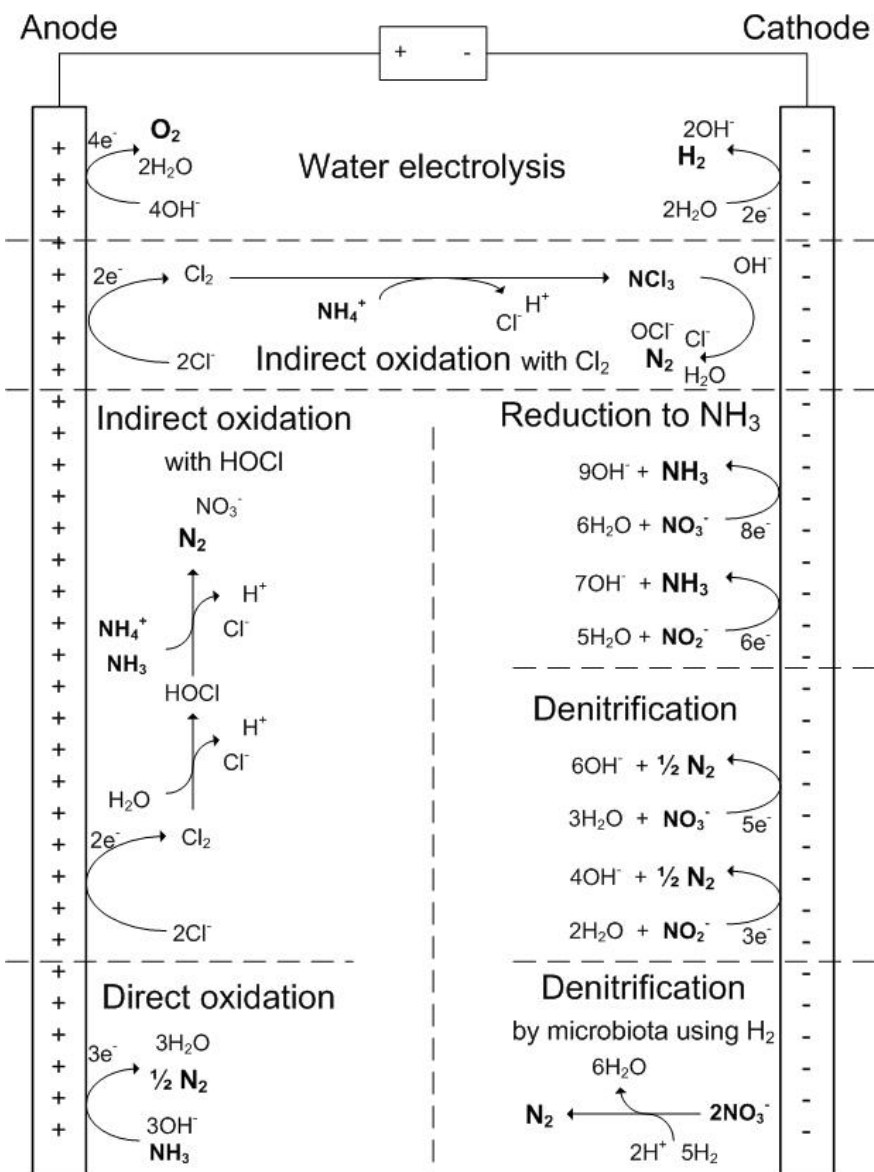 Anode
Cathode
+ -
4e⁻
O₂
2H₂O
4OH⁻
Water electrolysis
2OH⁻
H₂
2H₂O
2e⁻
2e⁻
Cl₂
2Cl⁻
NH₄⁺
Cl⁻
H⁺
NCl₃
OH⁻
OCl⁻
Cl⁻
N₂
H₂O
Indirect oxidation with Cl₂
Indirect oxidation
with HOCl
NO₃⁻
N₂
H⁺
Cl⁻
NH₄⁺
NH₃
HOCl
H⁺
Cl⁻
H₂O
2e⁻
Cl₂
2Cl⁻
Reduction to NH₃
9OH⁻ + NH₃
6H₂O + NO₃⁻
8e⁻
7OH⁻ + NH₃
5H₂O + NO₂⁻
6e⁻
Denitrification
6OH⁻ + ½ N₂
3H₂O + NO₃⁻
5e⁻
4OH⁻ + ½ N₂
2H₂O + NO₂⁻
3e⁻
Direct oxidation
3e⁻
3H₂O
½ N₂
3OH⁻
NH₃
Denitrification
by microbiota using H₂
6H₂O
N₂
2NO₃⁻
2H⁺
5H₂